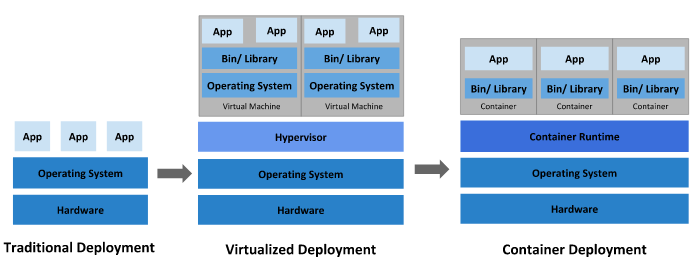 App App App
Operating System
Hardware
Traditional Deployment
App App App App
Bin/ Library Bin/ Library
Operating System Operating System
Virtual Machine Virtual Machine
Hypervisor
Operating System
Hardware
Virtualized Deployment
App App App
Bin/ Library Bin/ Library Bin/ Library
Container Container Container
Container Runtime
Operating System
Hardware
Container Deployment